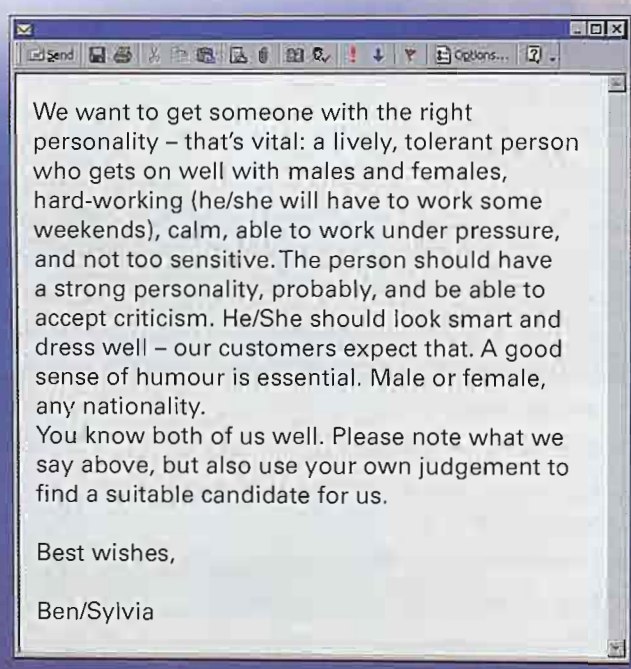 Send
Options...
We want to get someone with the right
personality – that's vital: a lively, tolerant person
who gets on well with males and females,
hard-working (he/she will have to work some
weekends), calm, able to work under pressure,
and not too sensitive. The person should have
a strong personality, probably, and be able to
accept criticism. He/She should look smart and
dress well – our customers expect that. A good
sense of humour is essential. Male or female,
any nationality.
You know both of us well. Please note what we
say above, but also use your own judgement to
find a suitable candidate for us.
Best wishes,
Ben/Sylvia